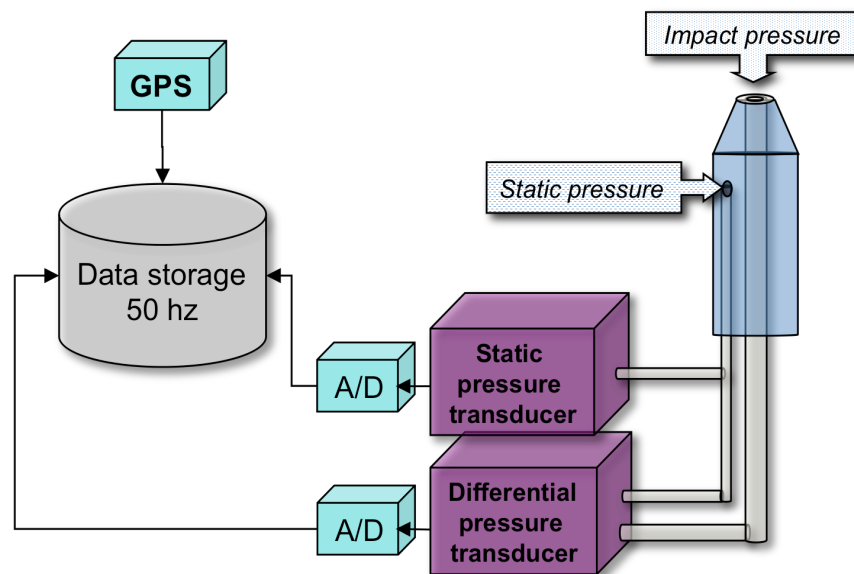 Impact pressure
GPS
Static pressure
Data storage
50 hz
Static
pressure
transducer
A/D
Differential
pressure
transducer
A/D